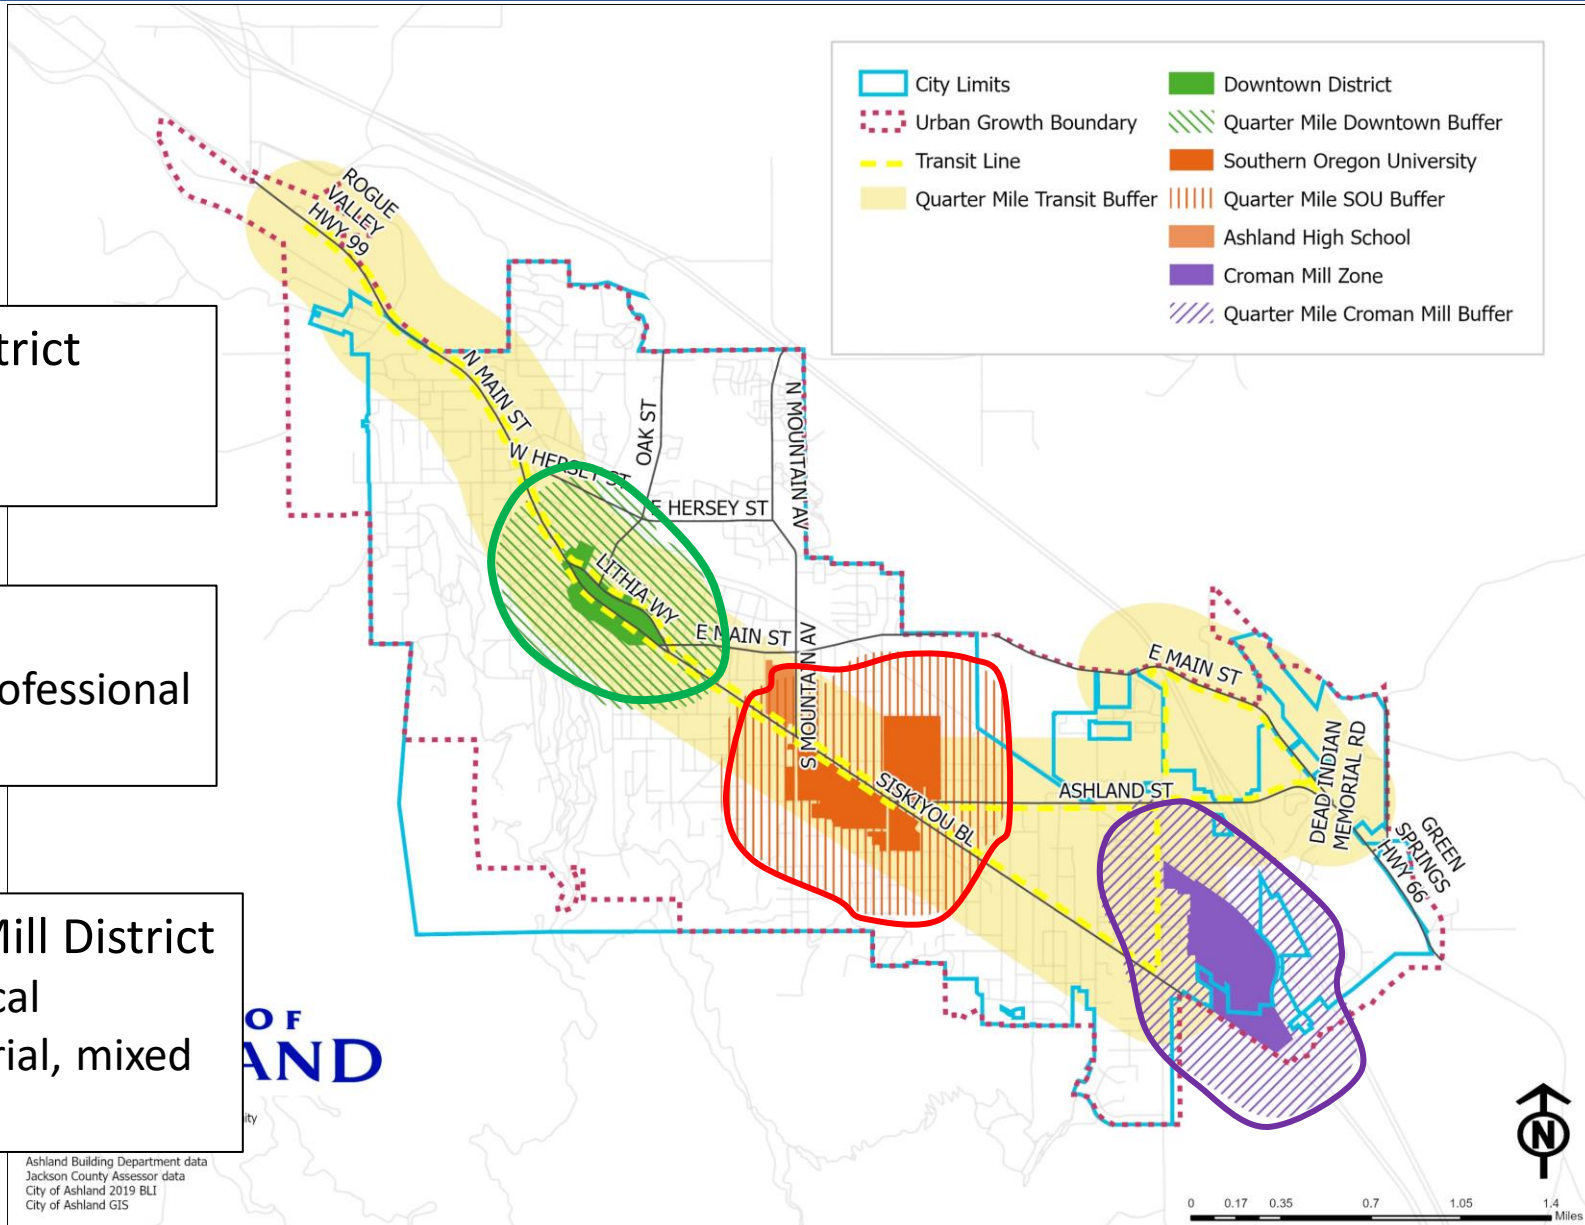 City Limits
Urban Growth Boundary
Transit Line
Quarter Mile Transit Buffer
Downtown District
Quarter Mile Downtown Buffer
Southern Oregon University
Quarter Mile SOU Buffer
Ashland High School
Croman Mill Zone
Quarter Mile Croman Mill Buffer
ROGUE
VALLEY
HWY 99
N MAIN ST
W HERSEY ST
OAK ST
E HERSEY ST
N MOUNTAIN AV
LITHIA WY
E MAIN ST
S MOUNTAIN AV
SISKIYOU BL
ASHLAND ST
E MAIN ST
DEAD INDIAN
MEMORIAL RD
GREEN
SPRINGS
HWY 66
trict
ofessional
Mill District
cal
rial, mixed
OF
AND
ity
Ashland Building Department data
Jackson County Assessor data
City of Ashland 2019 BLI
City of Ashland GIS
N
0 0.17 0.35 0.7 1.05 1.4
Miles